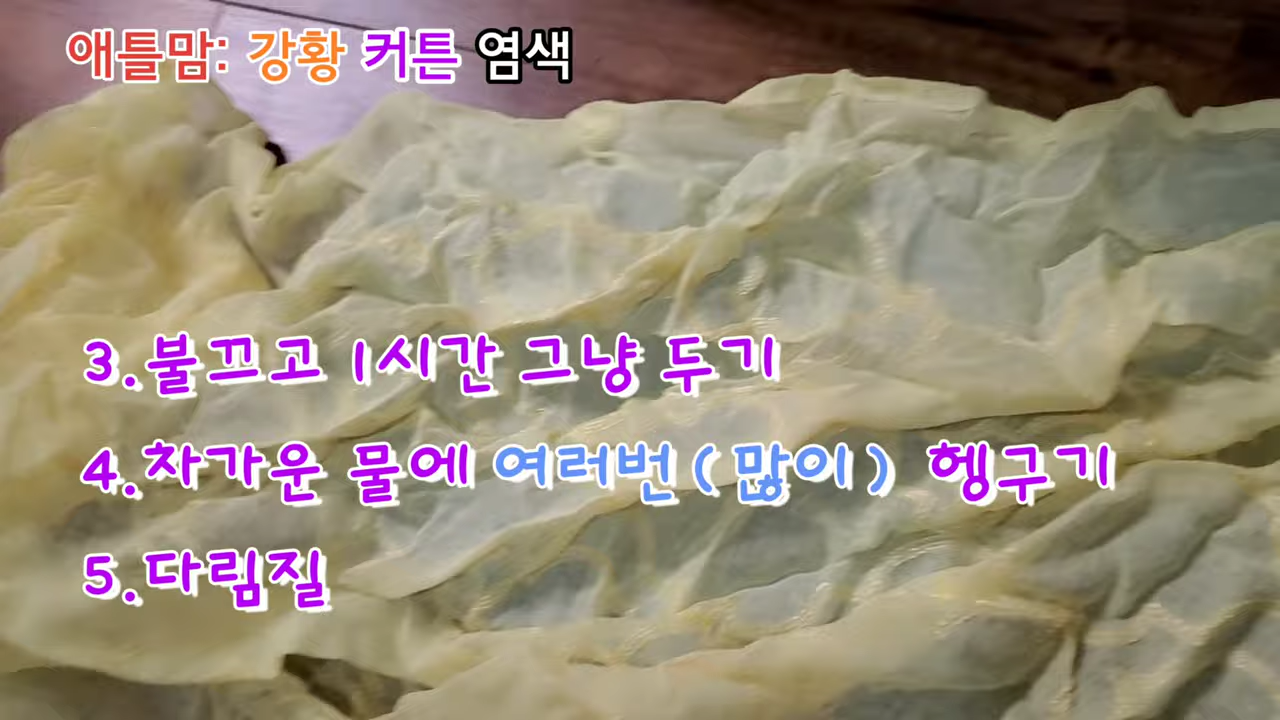 애틀맘: 강황 커튼 염색
3.불끄고 1시간 그냥 두기
4.차가운 물에 여러번(많이) 헹구기
5.다림질